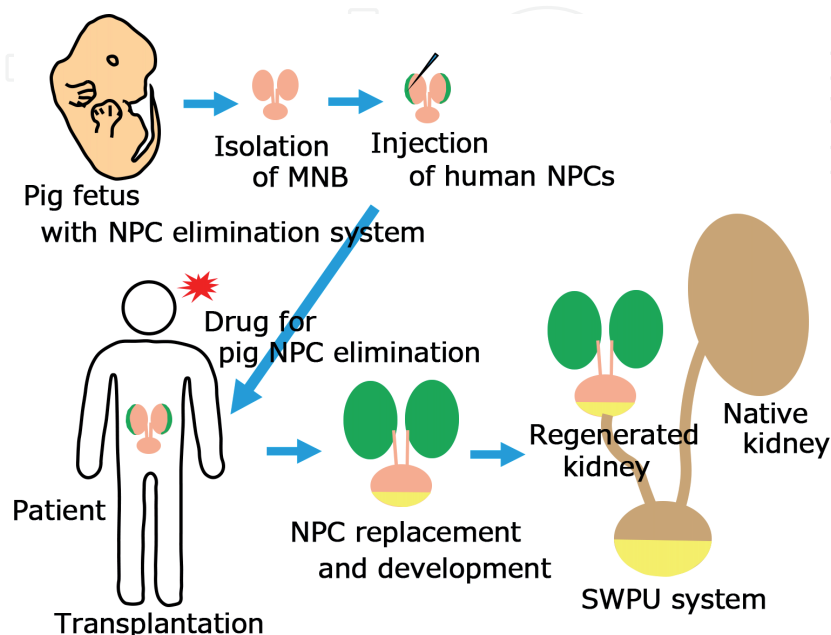 Pig fetus
with NPC elimination system
Isolation
of MNB
Injection
of human NPCs
Drug for
pig NPC elimination
Patient
Transplantation
NPC replacement
and development
Regenerated
kidney
Native
kidney
SWPU system